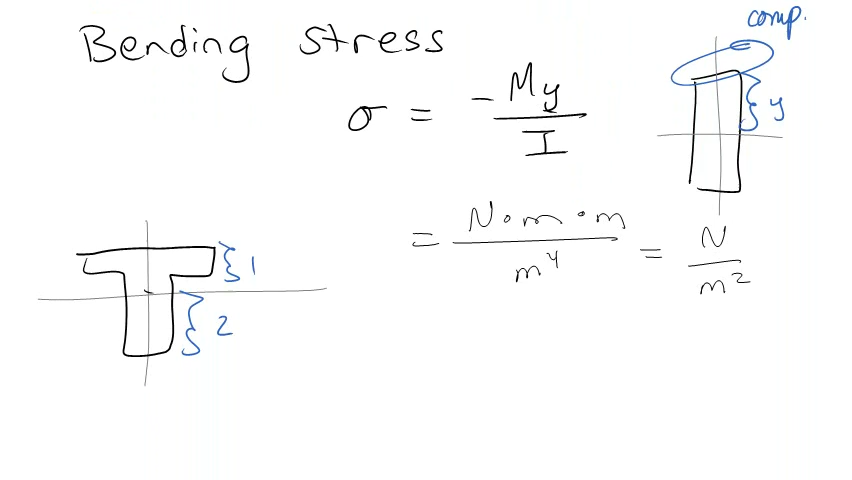 Bending stress
comp.
σ = -My/I
y
= N·m·m/m⁴ = N/m²
1
2